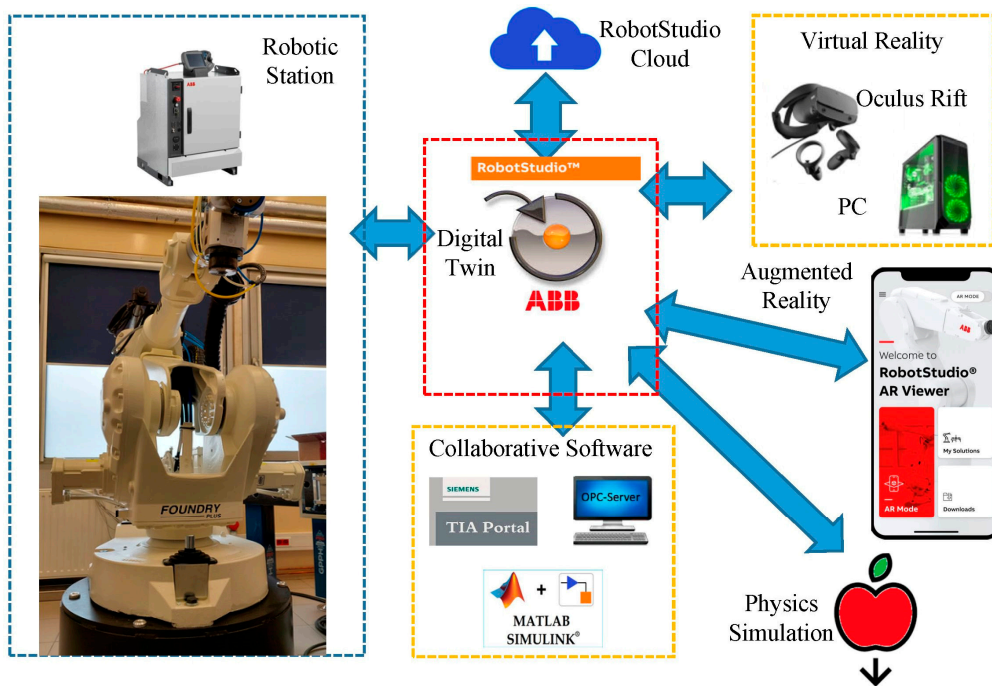 Robotic
Station
ABB
FOUNDRY
PLUS
GPPH
RobotStudio
Cloud
RobotStudio™
Digital
Twin
ABB
Collaborative Software
SIEMENS
TIA Portal
OPC-Server
+
MATLAB
SIMULINK®
Virtual Reality
Oculus Rift
PC
Augmented
Reality
AR MODE
ABB
Welcome to
RobotStudio®
AR Viewer
My Solutions
AR Mode
Downloads
Physics
Simulation